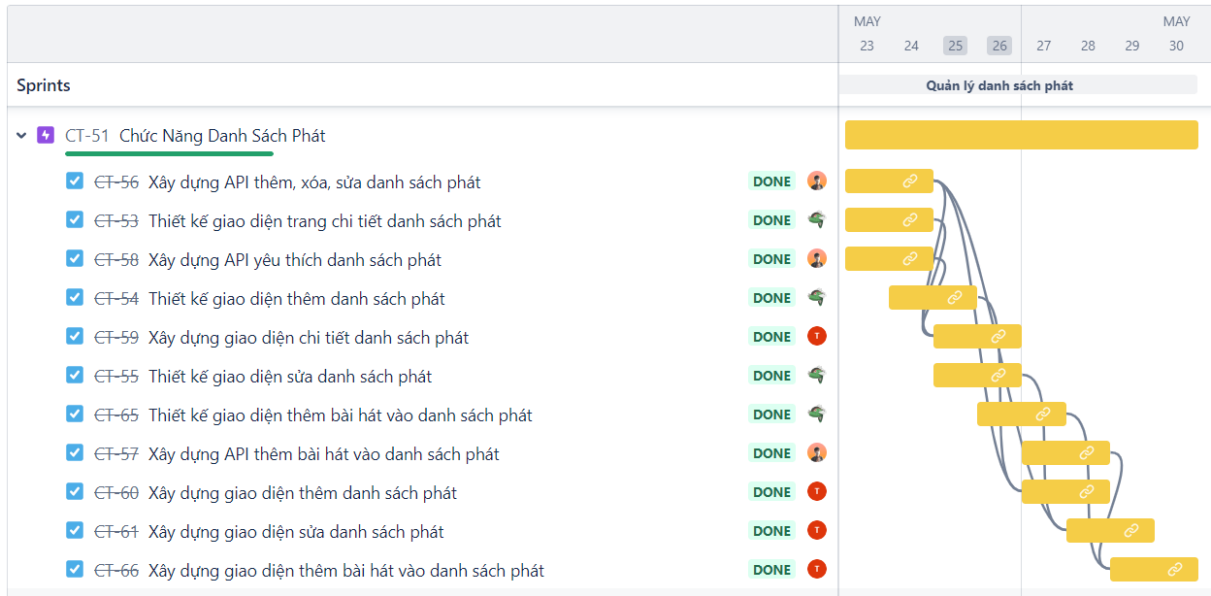 MAY MAY
23 24 25 26 27 28 29 30
Sprints Quản lý danh sách phát
CT-51 Chức Năng Danh Sách Phát
CT-56 Xây dựng API thêm, xóa, sửa danh sách phát DONE
CT-53 Thiết kế giao diện trang chi tiết danh sách phát DONE
CT-58 Xây dựng API yêu thích danh sách phát DONE
CT-54 Thiết kế giao diện thêm danh sách phát DONE
CT-59 Xây dựng giao diện chi tiết danh sách phát DONE T
CT-55 Thiết kế giao diện sửa danh sách phát DONE
CT-65 Thiết kế giao diện thêm bài hát vào danh sách phát DONE
CT-57 Xây dựng API thêm bài hát vào danh sách phát DONE
CT-60 Xây dựng giao diện thêm danh sách phát DONE T
CT-61 Xây dựng giao diện sửa danh sách phát DONE T
CT-66 Xây dựng giao diện thêm bài hát vào danh sách phát DONE T